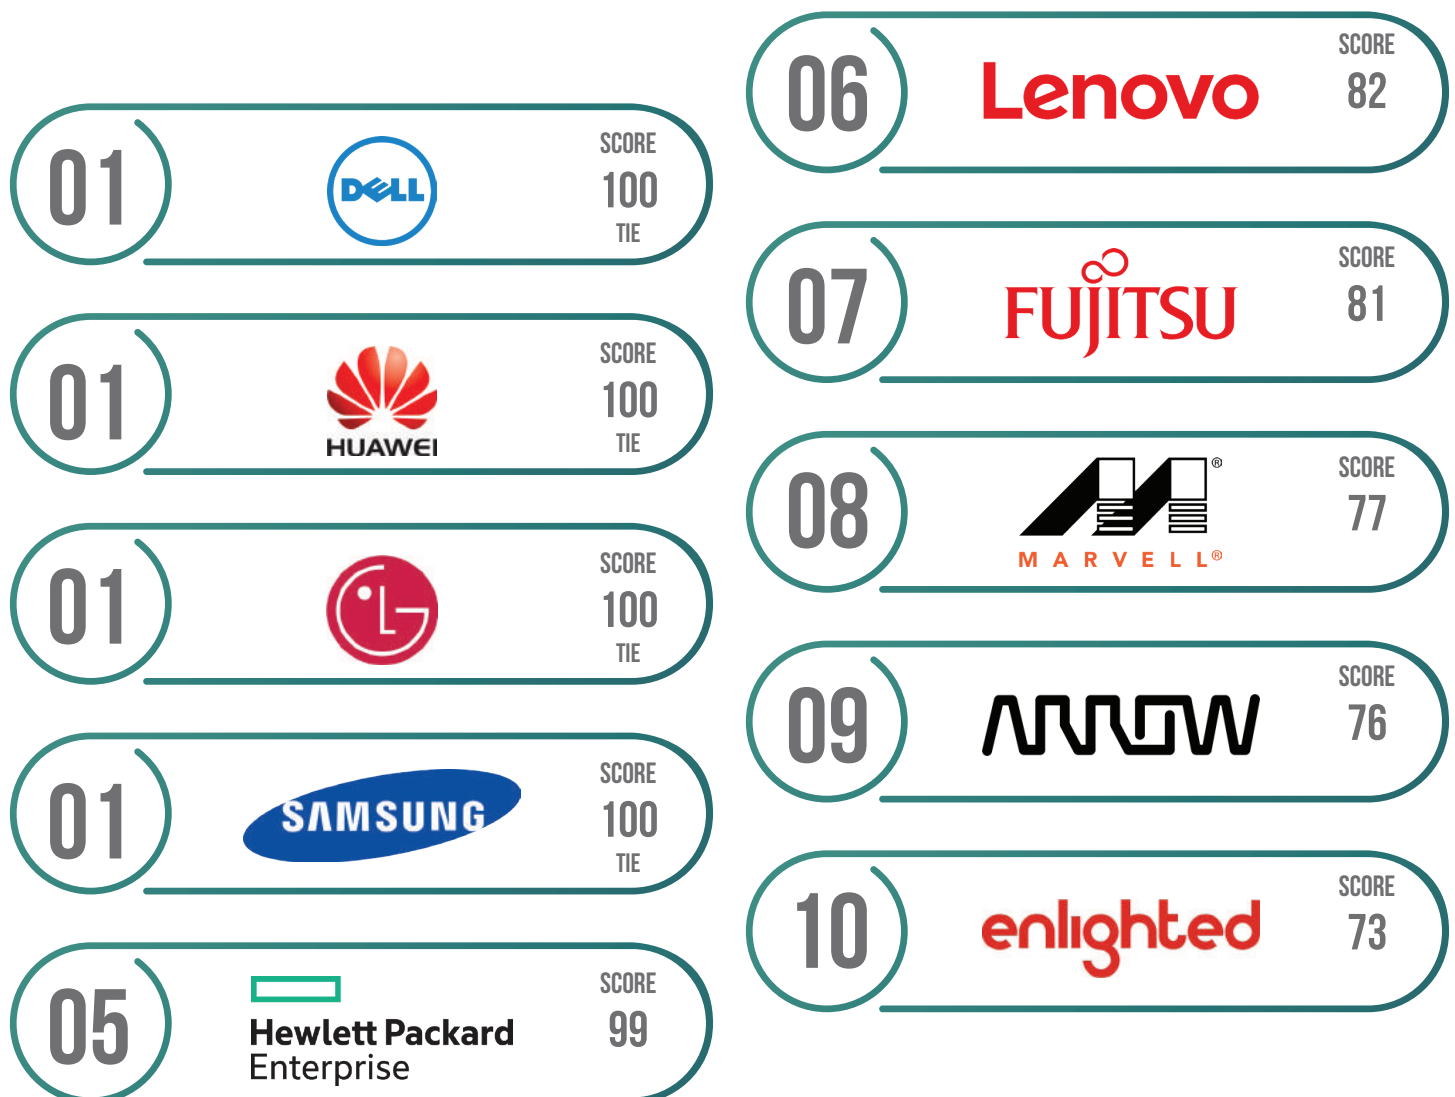 01
DELL
SCORE
100
TIE
01
HUAWEI
SCORE
100
TIE
01
LG
SCORE
100
TIE
01
SAMSUNG
SCORE
100
TIE
05
Hewlett Packard
Enterprise
SCORE
99
06
Lenovo
SCORE
82
07
FUJITSU
SCORE
81
08
®
MARVELL®
SCORE
77
09
ARROW
SCORE
76
10
enlighted
SCORE
73